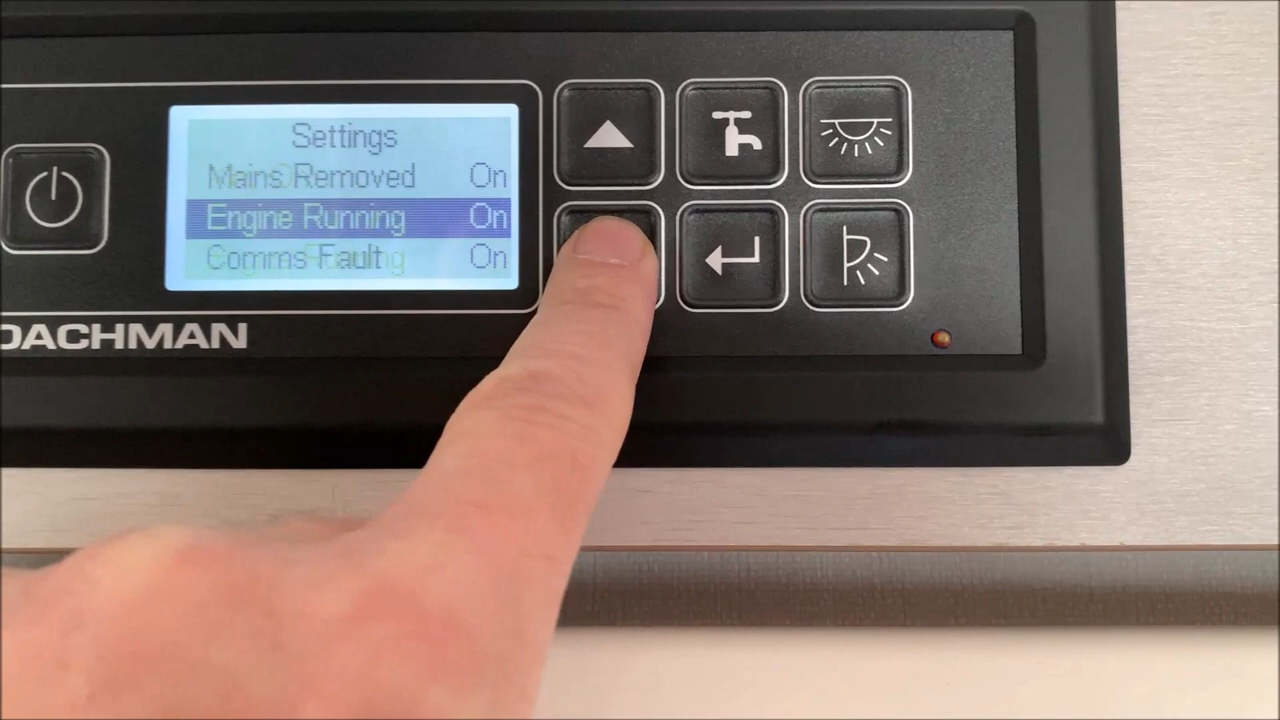 Settings
Mains Removed On
Engine Running On
Comms Fault On
OACHMAN